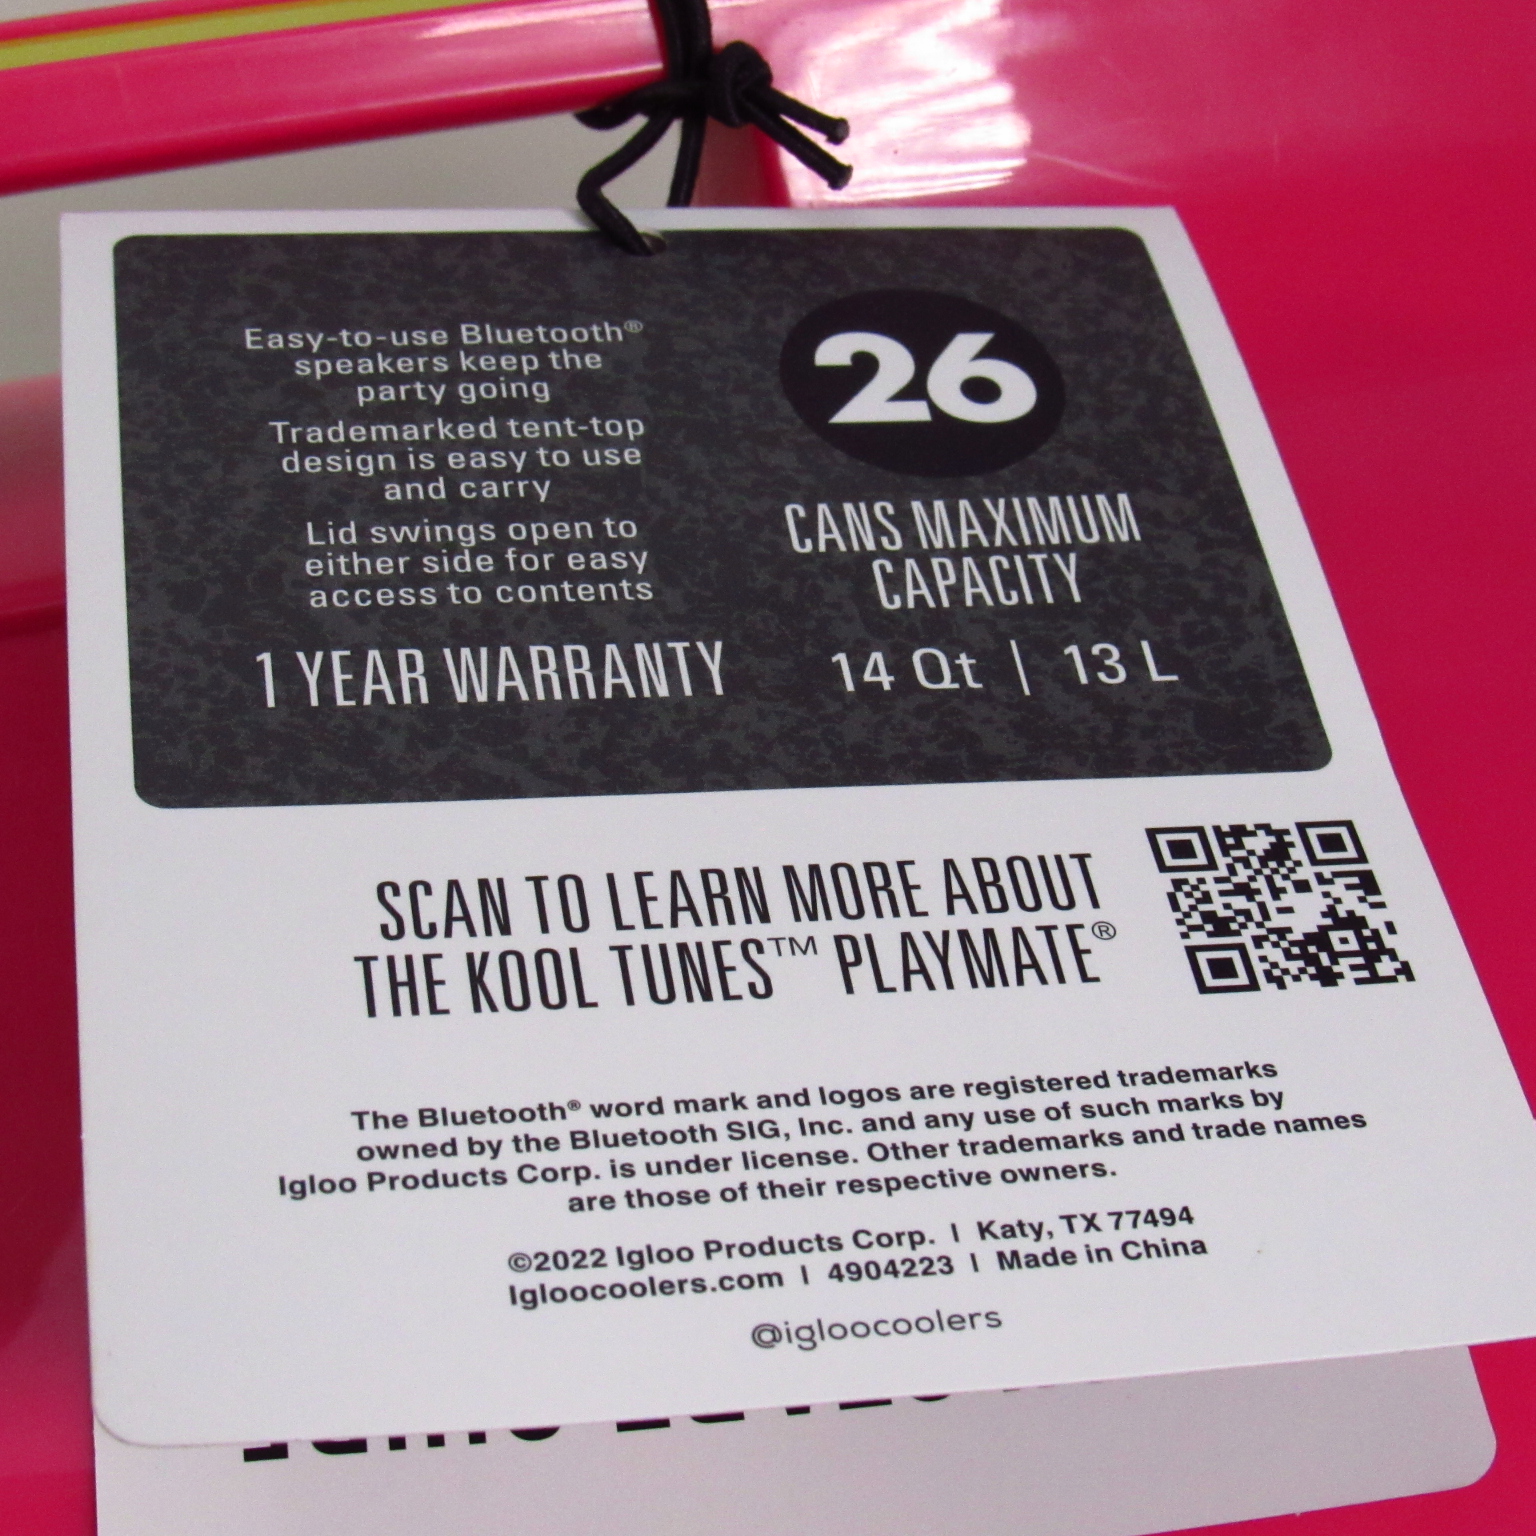 Easy-to-use Bluetooth®
speakers keep the
party going
Trademarked tent-top
design is easy to use
and carry
Lid swings open to
either side for easy
access to contents
1 YEAR WARRANTY
26
CANS MAXIMUM
CAPACITY
14 Qt | 13 L
SCAN TO LEARN MORE ABOUT
THE KOOL TUNES™ PLAYMATE®
The Bluetooth® word mark and logos are registered trademarks
owned by the Bluetooth SIG, Inc. and any use of such marks by
Igloo Products Corp. is under license. Other trademarks and trade names
are those of their respective owners.
©2022 Igloo Products Corp. | Katy, TX 77494
Igloocoolers.com | 4904223 | Made in China
@igloocoolers